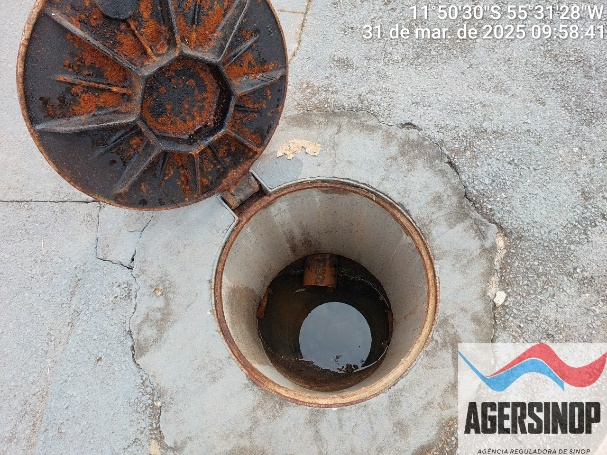 11°50'30"S 55°31'28"W
31 de mar. de 2025 09:58:41
AGERSINOP
AGÊNCIA REGULADORA DE SINOP